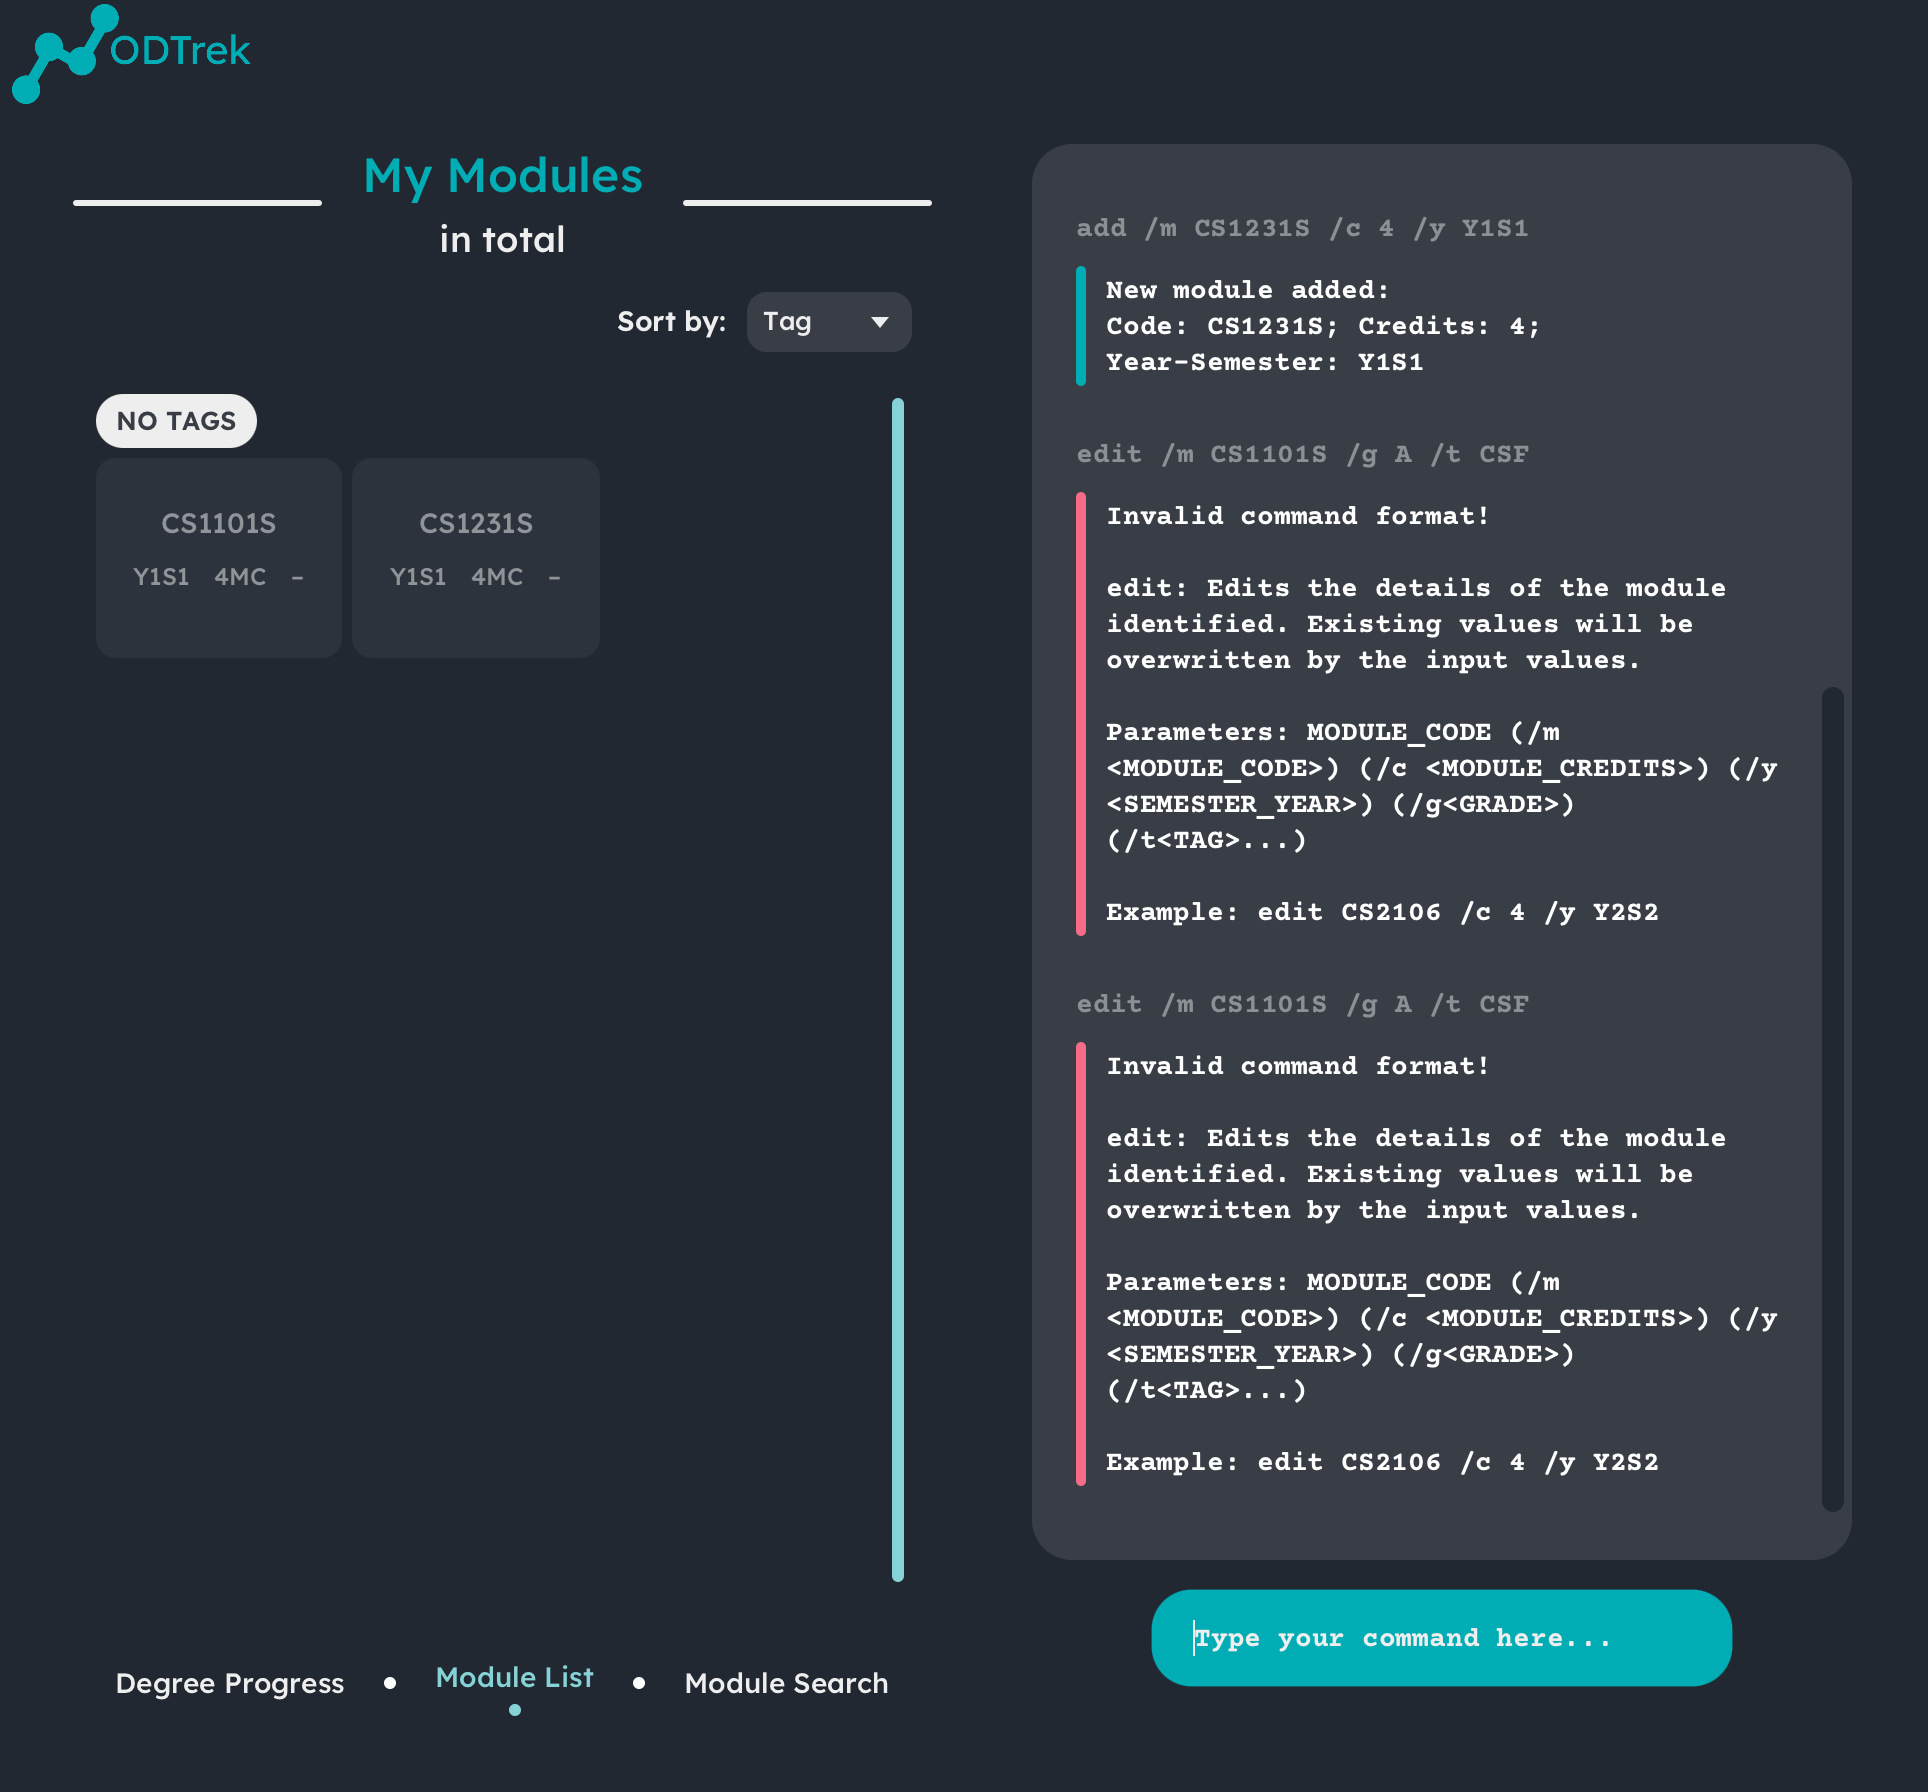 ODTrek
My Modules
in total
Sort by: Tag
NO TAGS
CS1101S
Y1S1 4MC –
CS1231S
Y1S1 4MC –
Degree Progress
Module List
Module Search
add /m CS1231S /c 4 /y Y1S1
New module added:
Code: CS1231S; Credits: 4;
Year-Semester: Y1S1
edit /m CS1101S /g A /t CSF
Invalid command format!
edit: Edits the details of the module
identified. Existing values will be
overwritten by the input values.
Parameters: MODULE_CODE (/m
<MODULE_CODE>) (/c <MODULE_CREDITS>) (/y
<SEMESTER_YEAR>) (/g<GRADE>)
(/t<TAG>...)
Example: edit CS2106 /c 4 /y Y2S2
edit /m CS1101S /g A /t CSF
Invalid command format!
edit: Edits the details of the module
identified. Existing values will be
overwritten by the input values.
Parameters: MODULE_CODE (/m
<MODULE_CODE>) (/c <MODULE_CREDITS>) (/y
<SEMESTER_YEAR>) (/g<GRADE>)
(/t<TAG>...)
Example: edit CS2106 /c 4 /y Y2S2
Type your command here...